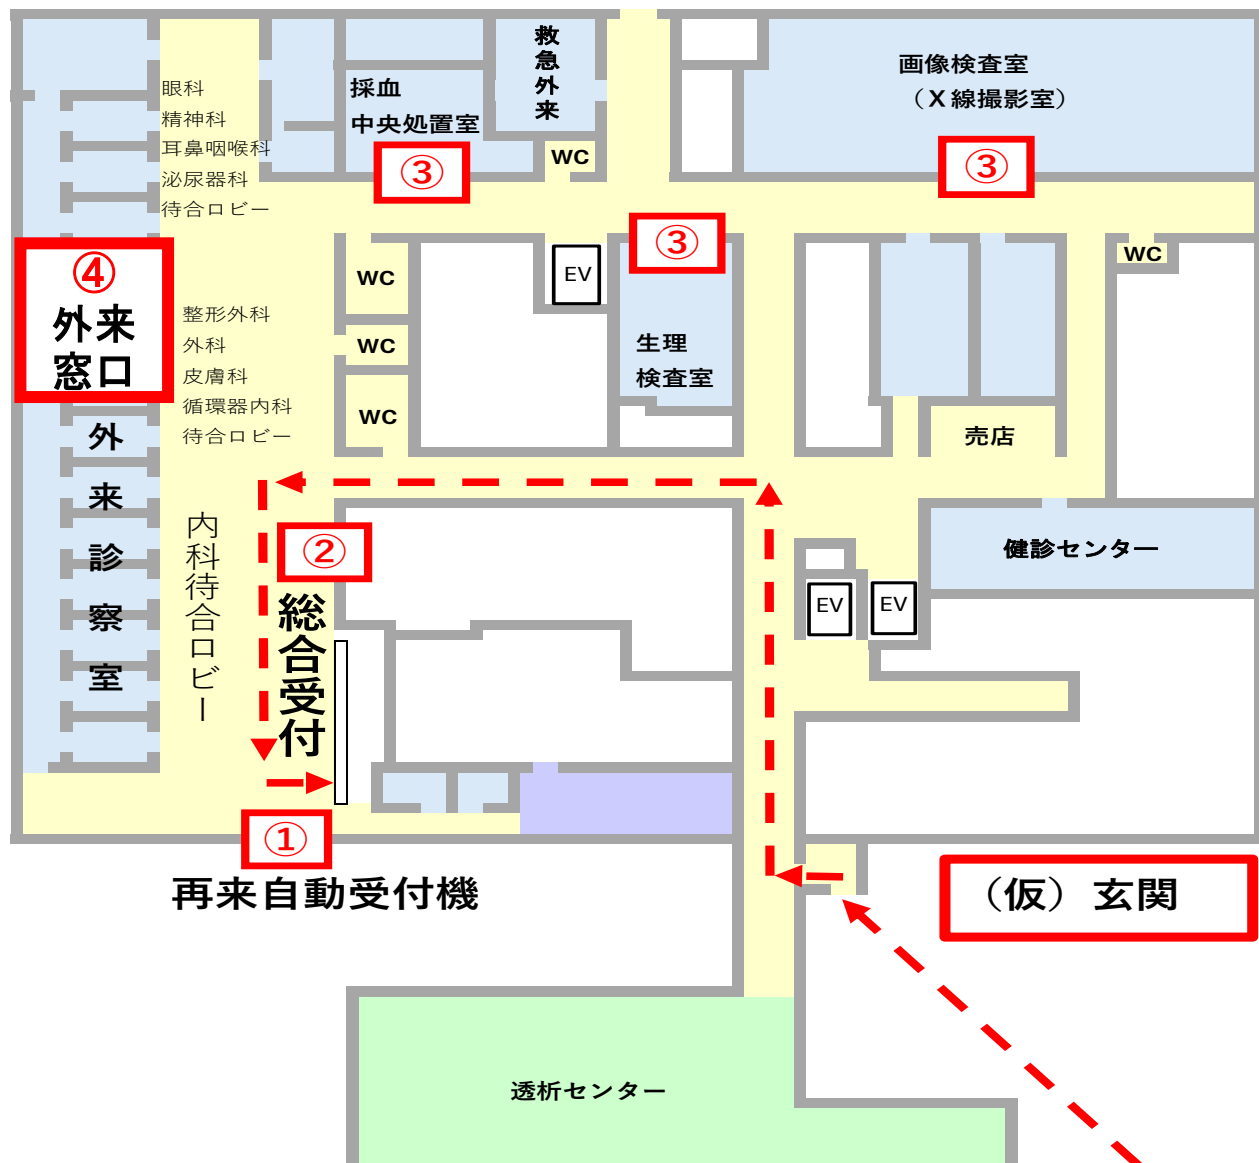 救急外来
画像検査室
（X線撮影室）
採血
中央処置室
③
WC
③
眼科
精神科
耳鼻咽喉科
泌尿器科
待合ロビー
③
④
外来
窓口
WC
EV
WC
整形外科
外科
皮膚科
循環器内科
待合ロビー
WC
WC
生理
検査室
売店
外来診察室
内科待合ロビー
②
総合受付
健診センター
EV
EV
①
再来自動受付機
（仮）玄関
透析センター